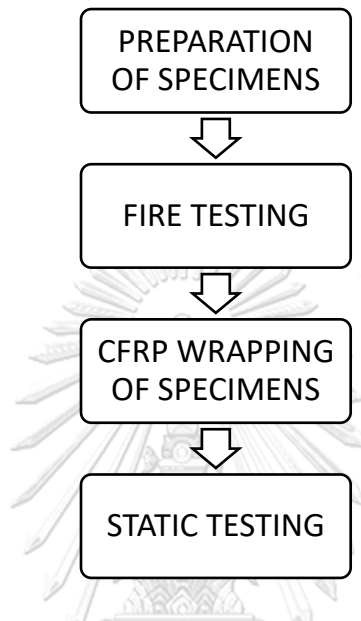 PREPARATION
OF SPECIMENS
FIRE TESTING
CFRP WRAPPING
OF SPECIMENS
STATIC TESTING